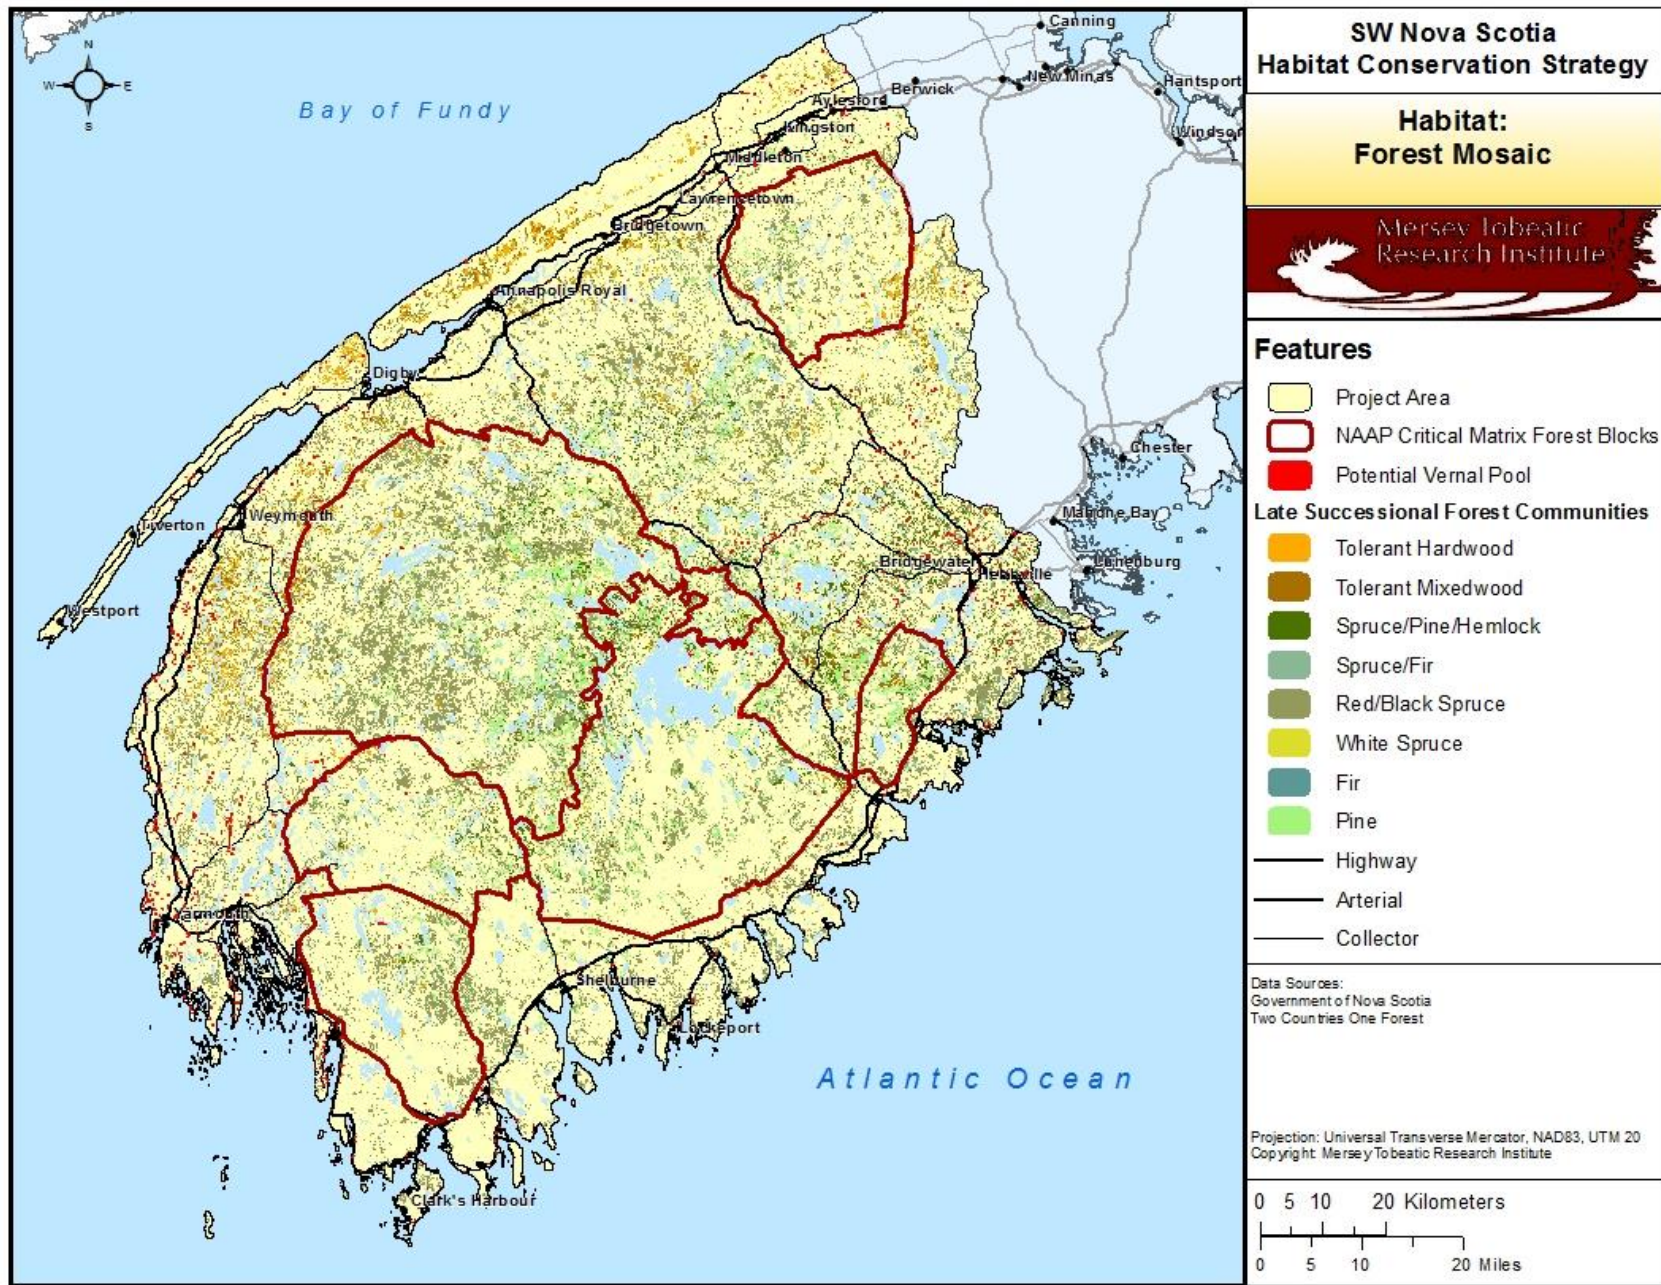 N
W
E
S
Bay of Fundy
Canning
New Minas
Hantsport
Berwick
Aylesford
Kingston
Windsor
Middleton
Lawrencetown
Bridgetown
Annapolis Royal
Digby
Chester
Weymouth
Tiverton
Mahone Bay
Bridgewater
Hebbville
Lunenburg
Westport
Yarmouth
Shelburne
Lockeport
Atlantic Ocean
Clark's Harbour
SW Nova Scotia
Habitat Conservation Strategy
Habitat:
Forest Mosaic
Mersey Tobeatic
Research Institute
Features
Project Area
NAAP Critical Matrix Forest Blocks
Potential Vernal Pool
Late Successional Forest Communities
Tolerant Hardwood
Tolerant Mixedwood
Spruce/Pine/Hemlock
Spruce/Fir
Red/Black Spruce
White Spruce
Fir
Pine
Highway
Arterial
Collector
Data Sources:
Government of Nova Scotia
Two Countries One Forest
Projection: Universal Transverse Mercator, NAD83, UTM 20
Copyright: Mersey Tobeatic Research Institute
0 5 10 20 Kilometers
0 5 10 20 Miles